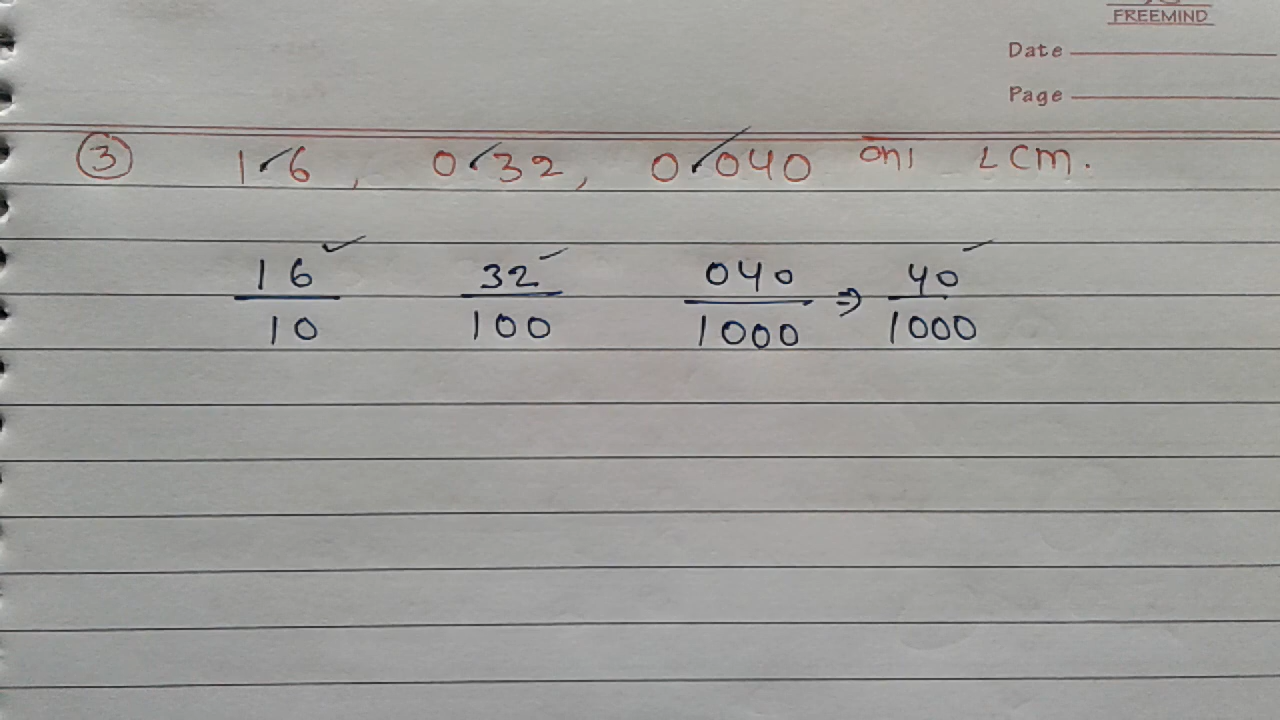 FREEMIND
Date
Page
③ 1.6, 0.32, 0.040 LCM.
16/10 32/100 040/1000 ⇒ 40/1000